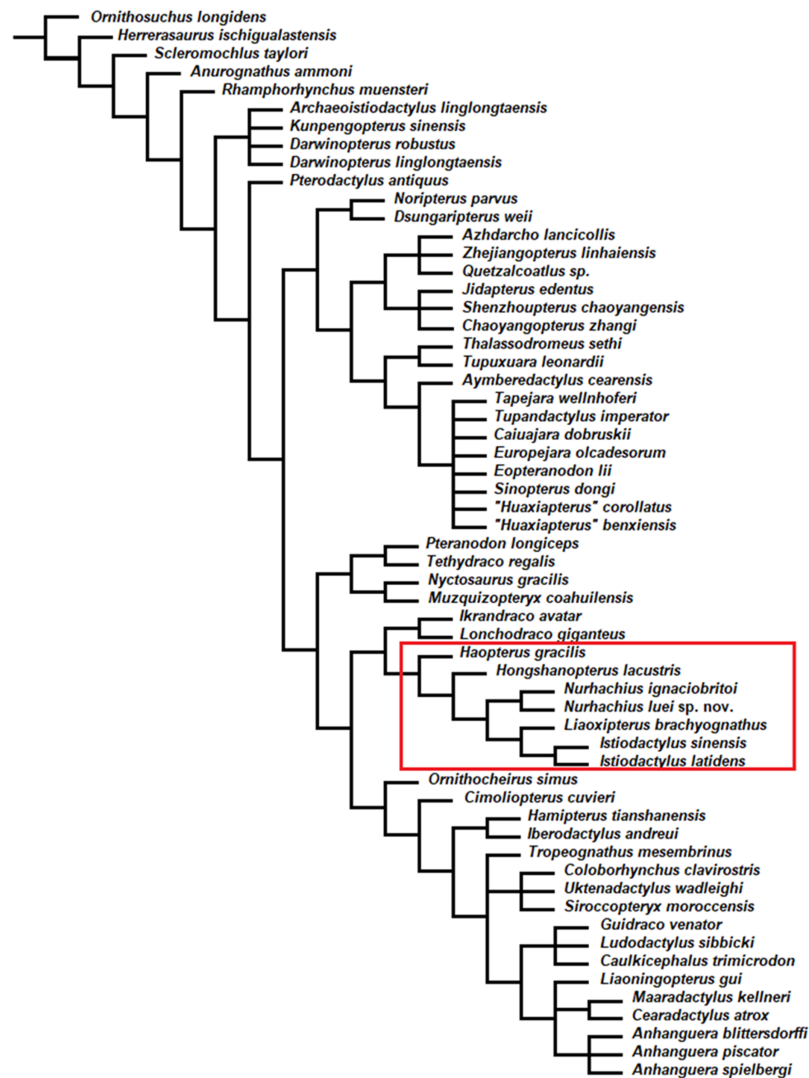 Ornithosuchus longidens
Herrerasaurus ischigualastensis
Scleromochlus taylori
Anurognathus ammoni
Rhamphorhynchus muensteri
Archaeoistiodactylus linglongtaensis
Kunpengopterus sinensis
Darwinopterus robustus
Darwinopterus linglongtaensis
Pterodactylus antiquus
Noripterus parvus
Dsungaripterus weii
Azhdarcho lancicollis
Zhejiangopterus linhaiensis
Quetzalcoatlus sp.
Jidapterus edentus
Shenzhoupterus chaoyangensis
Chaoyangopterus zhangi
Thalassodromeus sethi
Tupuxuara leonardii
Aymberedactylus cearensis
Tapejara wellnhoferi
Tupandactylus imperator
Caiuajara dobruskii
Europejara olcadesorum
Eopteranodon lii
Sinopterus dongi
"Huaxiapterus" corollatus
"Huaxiapterus" benxiensis
Pteranodon longiceps
Tethydraco regalis
Nyctosaurus gracilis
Muzquizopteryx coahuilensis
Ikrandraco avatar
Lonchodraco giganteus
Haopterus gracilis
Hongshanopterus lacustris
Nurhachius ignaciobritoi
Nurhachius luei sp. nov.
Liaoxipterus brachyognathus
Istiodactylus sinensis
Istiodactylus latidens
Ornithocheirus simus
Cimoliopterus cuvieri
Hamipterus tianshanensis
Iberodactylus andreui
Tropeognathus mesembrinus
Coloborhynchus clavirostris
Uktenadactylus wadleighi
Siroccopteryx moroccensis
Guidraco venator
Ludodactylus sibbicki
Caulkicephalus trimicrodon
Liaoningopterus gui
Maaradactylus kellneri
Cearadactylus atrox
Anhanguera blittersdorffi
Anhanguera piscator
Anhanguera spielbergi